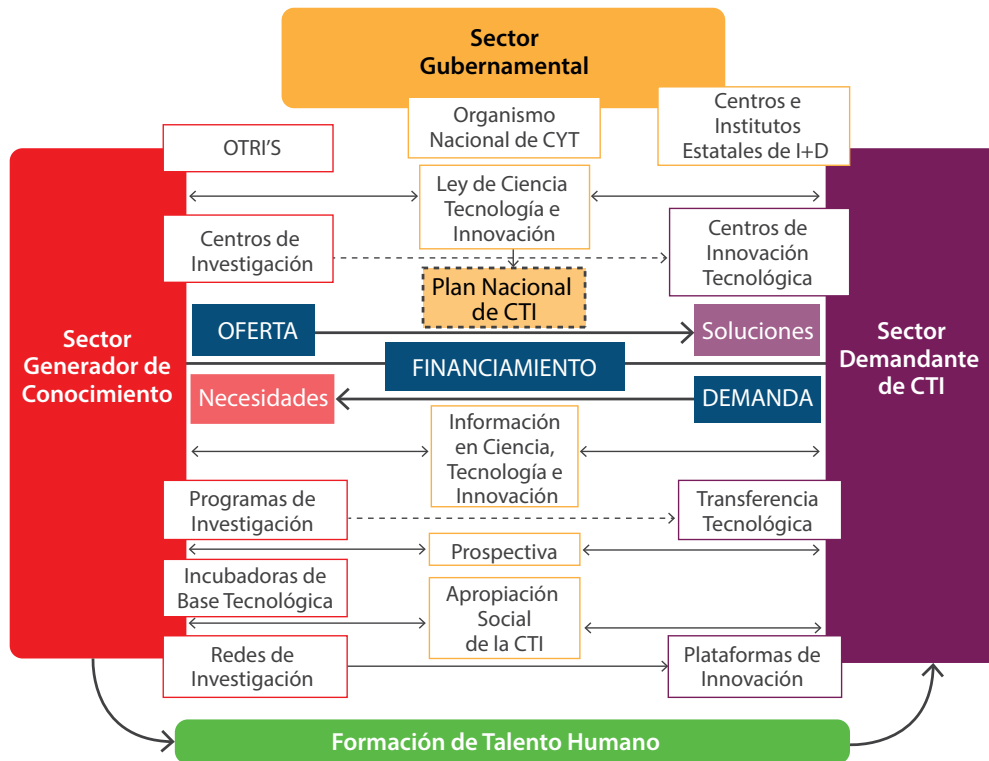 Sector
Gubernamental
OTRI'S
Organismo
Nacional de CYT
Centros e
Institutos
Estatales de I+D
Ley de Ciencia
Tecnología e
Innovación
Centros de
Investigación
Centros de
Innovación
Tecnológica
Plan Nacional
de CTI
Sector
Generador de
Conocimiento
OFERTA
Soluciones
FINANCIAMIENTO
Necesidades
DEMANDA
Sector
Demandante
de CTI
Información
en Ciencia,
Tecnología e
Innovación
Programas de
Investigación
Transferencia
Tecnológica
Prospectiva
Incubadoras de
Base Tecnológica
Apropiación
Social
de la CTI
Redes de
Investigación
Plataformas de
Innovación
Formación de Talento Humano